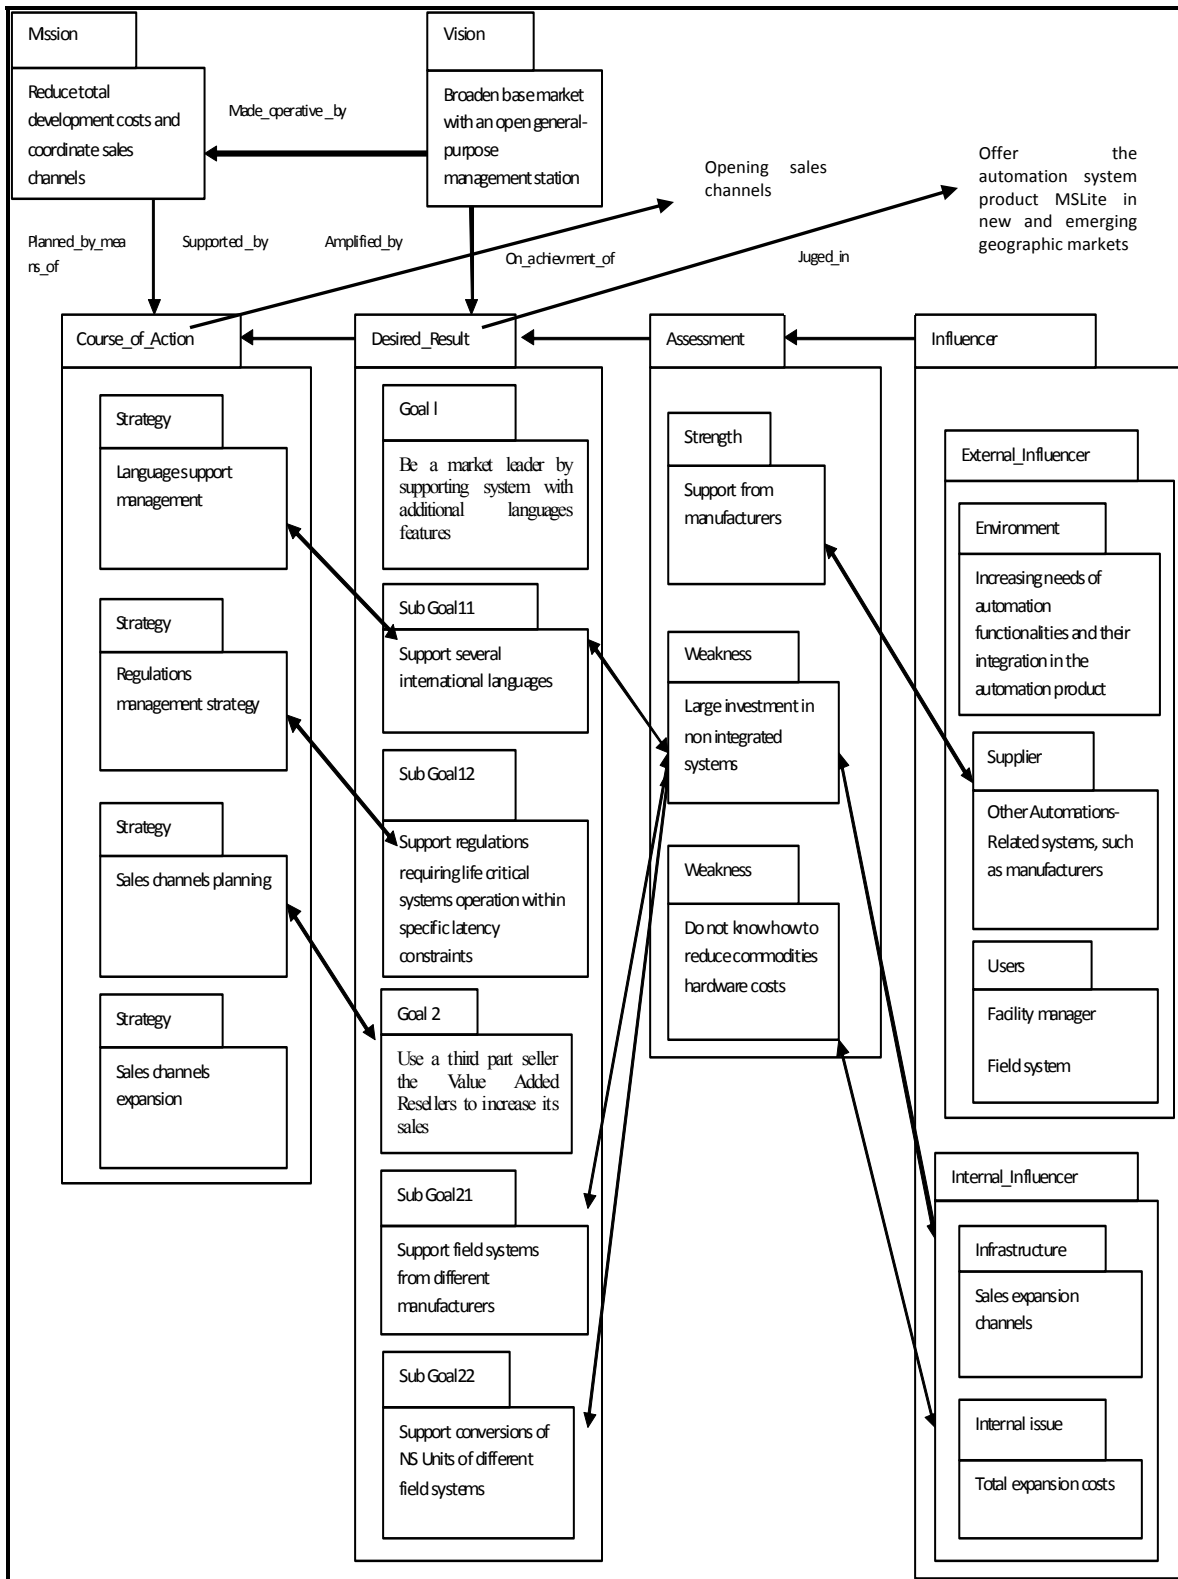 Mission
Reduce total
development costs and
coordinate sales
channels
Made_operative_by
Vision
Broaden base market
with an open general-
purpose
management station
Opening sales
channels
Offer the
automation system
product MSLite in
new and emerging
geographic markets
Planned_by_mea
ns_of
Supported_by
Amplified_by
On_achievment_of
Juged_in
Course_of_Action
Strategy
Language support
management
Strategy
Regulations
management strategy
Strategy
Sales channels planning
Strategy
Sales channels
expansion
Desired_Result
Goal I
Be a market leader by
supporting system with
additional languages
features
Sub Goal11
Support several
international languages
Sub Goal12
Support regulations
requiring life critical
systems operation within
specific latency
constraints
Goal 2
Use a third part seller
the Value Added
Resellers to increase its
sales
Sub Goal21
Support field systems
from different
manufacturers
Sub Goal22
Support conversions of
NS Units of different
field systems
Assessment
Strength
Support from
manufacturers
Weakness
Large investment in
non integrated
systems
Weakness
Do not know how to
reduce commodities
hardware costs
Influencer
External_Influencer
Environment
Increasing needs of
automation
functionalities and their
integration in the
automation product
Supplier
Other Automations-
Related systems, such
as manufacturers
Users
Facility manager
Field system
Internal_Influencer
Infrastructure
Sales expansion
channels
Internal issue
Total expansion costs